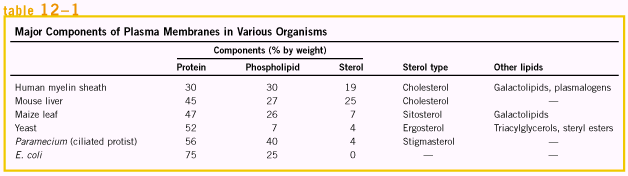 table 12–1
Major Components of Plasma Membranes in Various Organisms
Components (% by weight)
Protein Phospholipid Sterol Sterol type Other lipids
Human myelin sheath 30 30 19 Cholesterol Galactolipids, plasmalogens
Mouse liver 45 27 25 Cholesterol —
Maize leaf 47 26 7 Sitosterol Galactolipids
Yeast 52 7 4 Ergosterol Triacylglycerols, steryl esters
Paramecium (ciliated protist) 56 40 4 Stigmasterol —
E. coli 75 25 0 — —